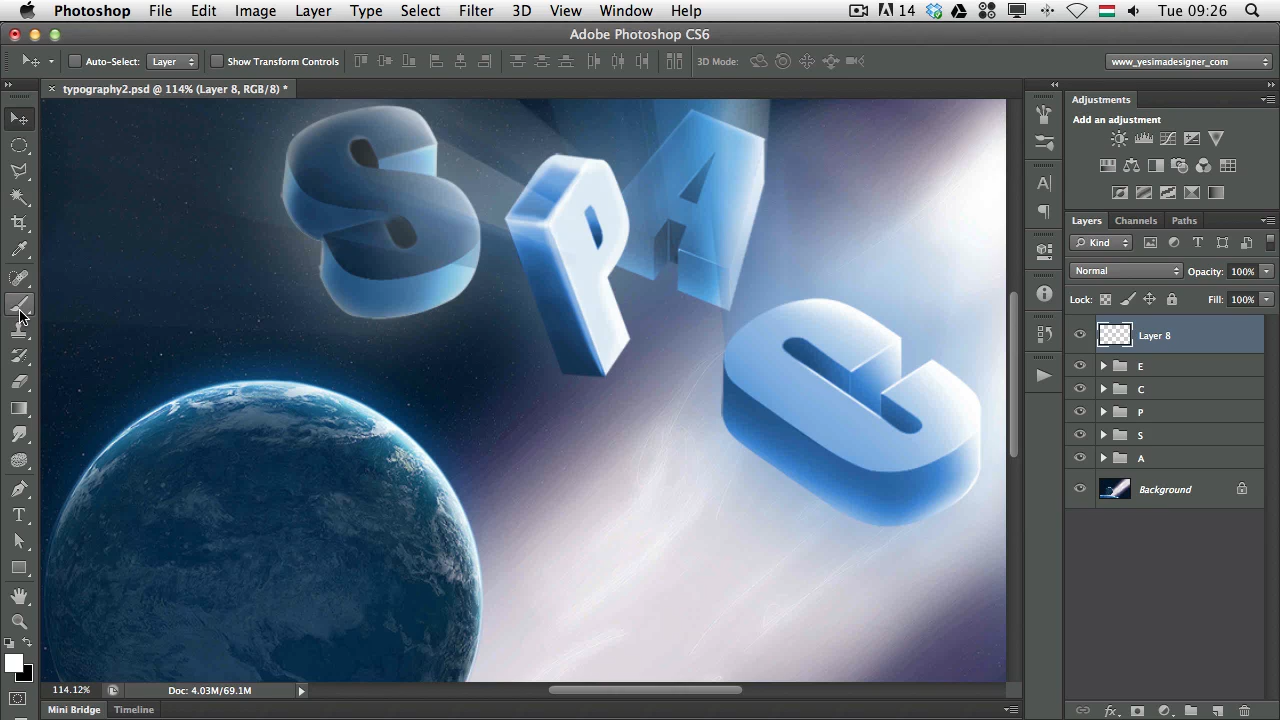 Photoshop File Edit Image Layer Type Select Filter 3D View Window Help 14 Tue 09:26
Adobe Photoshop CS6
Auto-Select: Layer Show Transform Controls 3D Mode: www_yesimadesigner_com
× typography2.psd @ 114% (Layer 8, RGB/8) *
Adjustments
Add an adjustment
Layers Channels Paths
Kind
Normal Opacity: 100%
Lock: Fill: 100%
Layer 8
E
C
P
S
A
Background
S P A C
114.12% Doc: 4.03M/69.1M
Mini Bridge Timeline